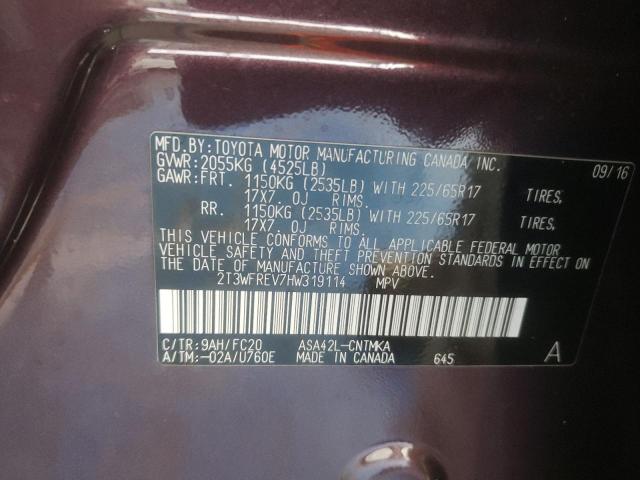 MFD.BY:TOYOTA MOTOR MANUFACTURING CANADA, INC. 09/16
GVWR:2055KG (4525LB)
GAWR:FRT. 1150KG (2535LB) WITH 225/65R17 TIRES,
17X7.0J RIMS.
RR. 1150KG (2535LB) WITH 225/65R17 TIRES,
17X7.0J RIMS.
THIS VEHICLE CONFORMS TO ALL APPLICABLE FEDERAL MOTOR
VEHICLE SAFETY AND THEFT PREVENTION STANDARDS IN EFFECT ON
THE DATE OF MANUFACTURE SHOWN ABOVE.
2T3WFREV7HW319114 MPV
C/TR:9AH/FC20 ASA42L-CNTMKA
A/TM:-02A/U760E MADE IN CANADA 645 A